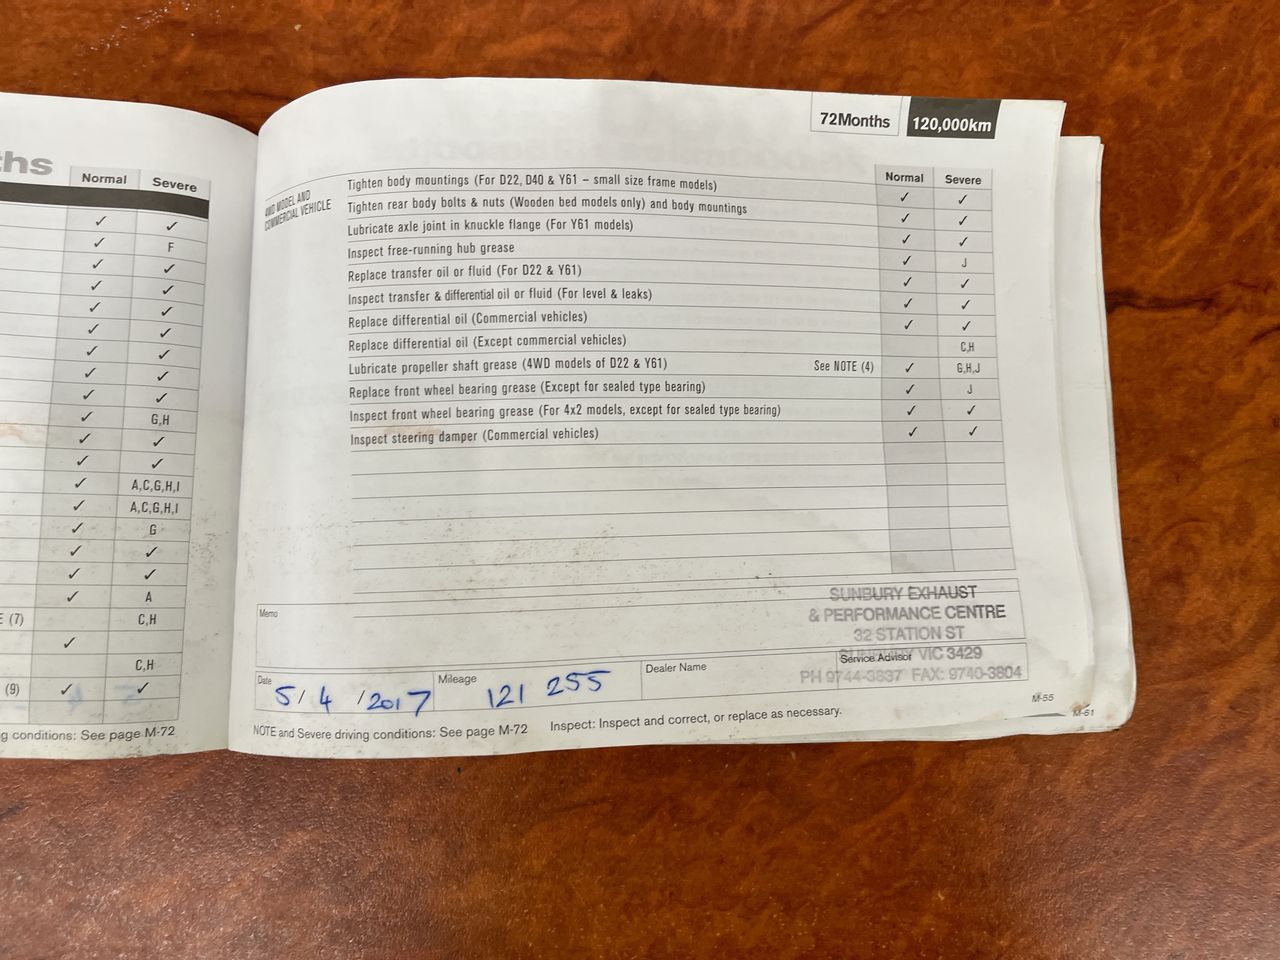 ths
Normal Severe
✓ ✓
✓ F
✓ ✓
✓ ✓
✓ ✓
✓ ✓
✓ ✓
✓ ✓
✓ ✓
✓ G,H
✓ ✓
✓ ✓
✓ A,C,G,H,I
✓ A,C,G,H,I
✓ G
✓ ✓
✓ ✓
✓ A
E (7) C,H
✓
C,H
(9) ✓ ✓
g conditions: See page M-72
72Months 120,000km
Normal Severe
4WD MODEL AND
COMMERCIAL VEHICLE
Tighten body mountings (For D22, D40 & Y61 – small size frame models) ✓ ✓
Tighten rear body bolts & nuts (Wooden bed models only) and body mountings ✓ ✓
Lubricate axle joint in knuckle flange (For Y61 models) ✓ ✓
Inspect free-running hub grease ✓ J
Replace transfer oil or fluid (For D22 & Y61) ✓ ✓
Inspect transfer & differential oil or fluid (For level & leaks) ✓ ✓
Replace differential oil (Commercial vehicles) ✓ ✓
Replace differential oil (Except commercial vehicles) C,H
Lubricate propeller shaft grease (4WD models of D22 & Y61) See NOTE (4) ✓ G,H,J
Replace front wheel bearing grease (Except for sealed type bearing) ✓ J
Inspect front wheel bearing grease (For 4x2 models, except for sealed type bearing) ✓ ✓
Inspect steering damper (Commercial vehicles) ✓ ✓
Memo
SUNBURY EXHAUST
& PERFORMANCE CENTRE
32 STATION ST
SUNBURY VIC 3429
PH 9744-3837 FAX: 9740-3804
Date 5/4/2017 Mileage 121 255 Dealer Name Service Advisor
NOTE and Severe driving conditions: See page M-72 Inspect: Inspect and correct, or replace as necessary.
M-55
M-61